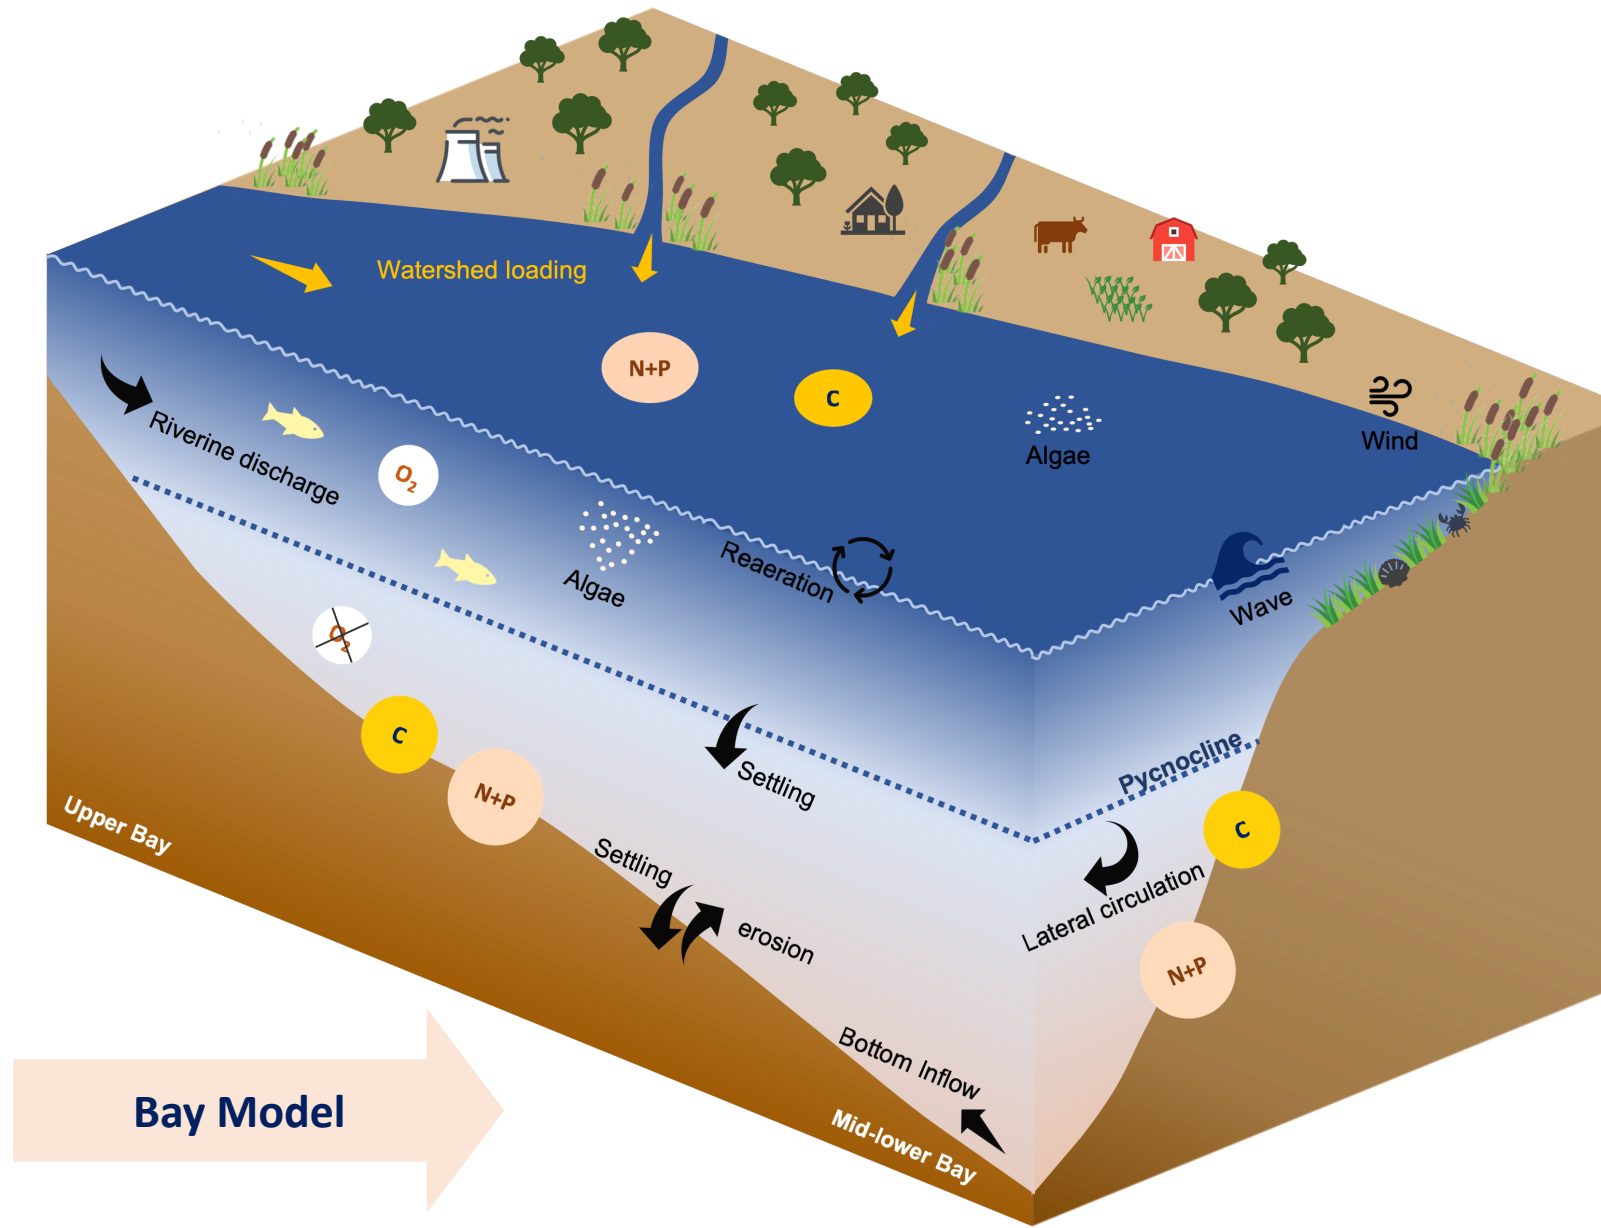 Watershed loading
N+P
C
Algae
Wind
Riverine discharge
O2
Algae
Reaeration
Wave
O2
C
N+P
Settling
Pycnocline
C
Lateral circulation
N+P
Settling
erosion
Upper Bay
Bottom Inflow
Mid-lower Bay
Bay Model